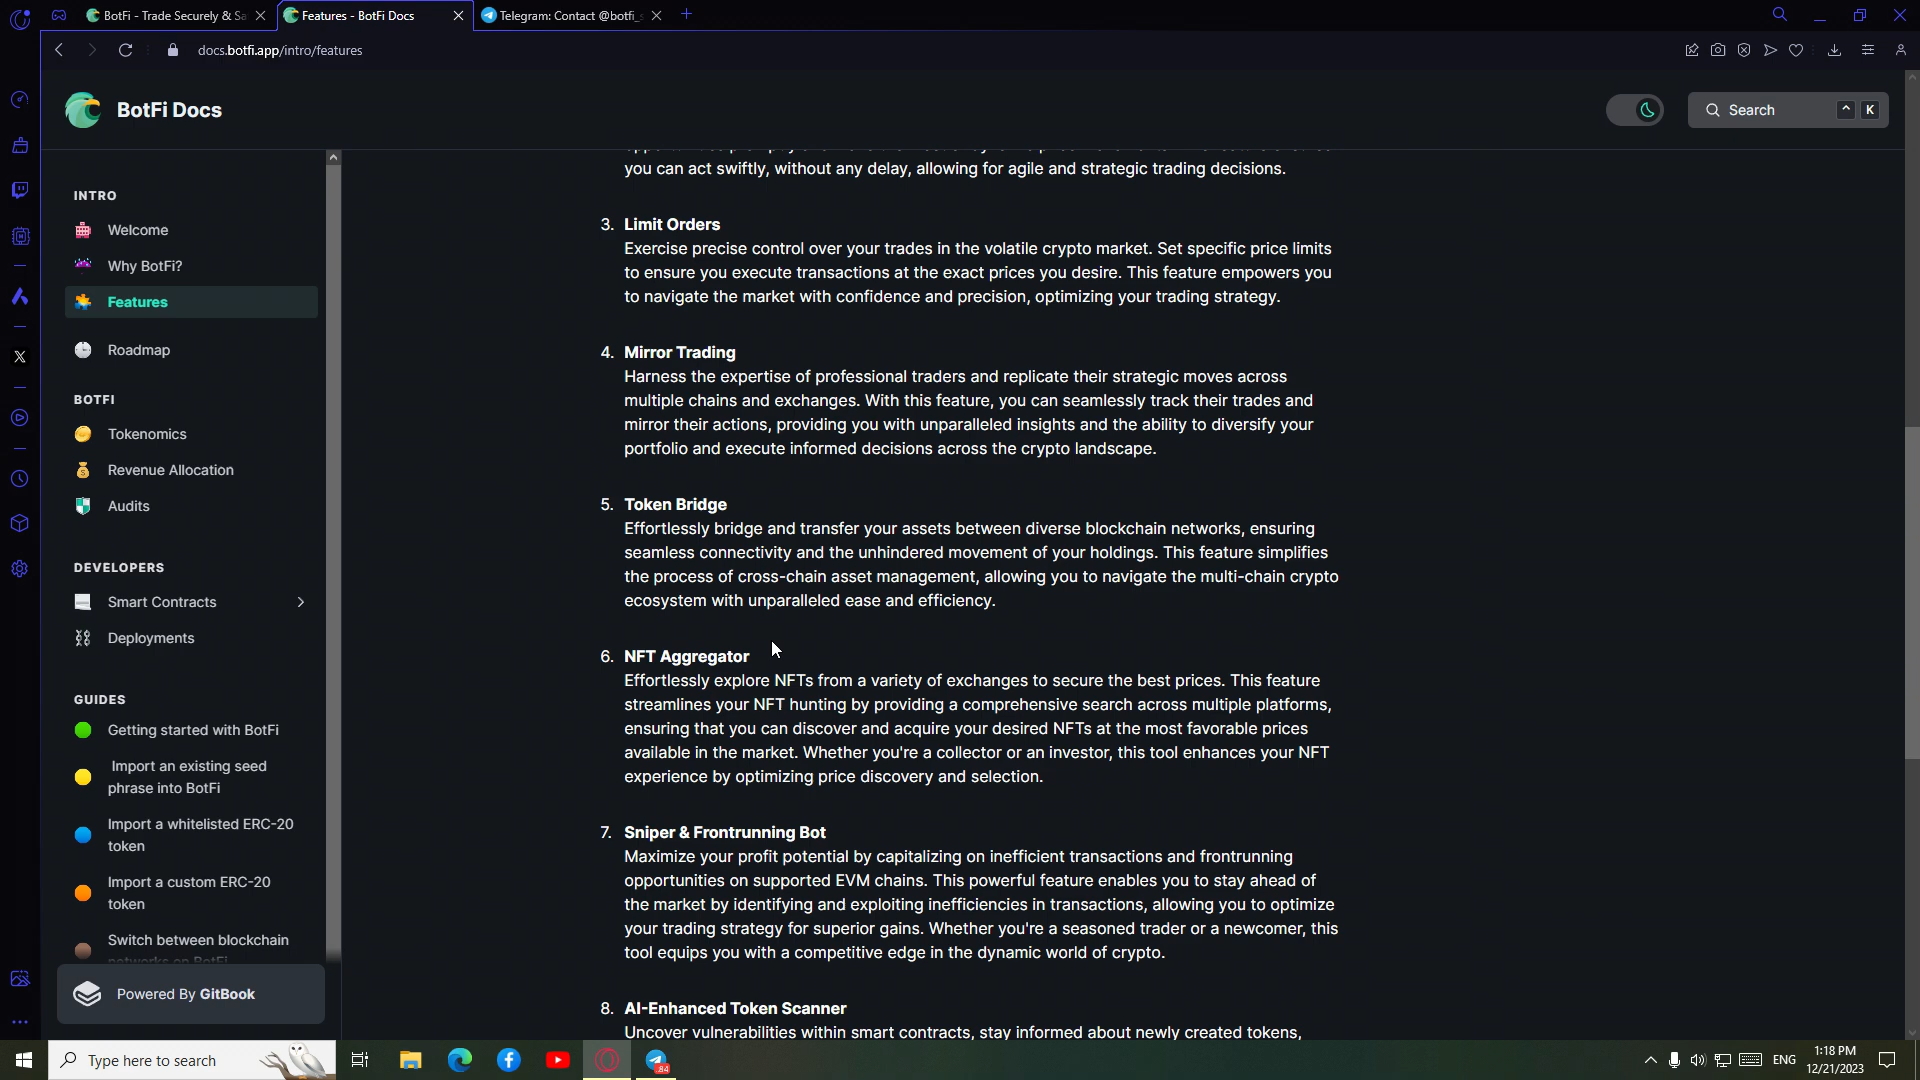 BotFi - Trade Securely & Sa
Features - BotFi Docs
Telegram: Contact @botfi_s
docs.botfi.app/intro/features
BotFi Docs
Search
^ K
INTRO
Welcome
Why BotFi?
Features
Roadmap
BOTFI
Tokenomics
Revenue Allocation
Audits
DEVELOPERS
Smart Contracts
Deployments
GUIDES
Getting started with BotFi
Import an existing seed
phrase into BotFi
Import a whitelisted ERC-20
token
Import a custom ERC-20
token
Switch between blockchain
networks on BotFi
Powered By GitBook
you can act swiftly, without any delay, allowing for agile and strategic trading decisions.
3. Limit Orders
Exercise precise control over your trades in the volatile crypto market. Set specific price limits
to ensure you execute transactions at the exact prices you desire. This feature empowers you
to navigate the market with confidence and precision, optimizing your trading strategy.
4. Mirror Trading
Harness the expertise of professional traders and replicate their strategic moves across
multiple chains and exchanges. With this feature, you can seamlessly track their trades and
mirror their actions, providing you with unparalleled insights and the ability to diversify your
portfolio and execute informed decisions across the crypto landscape.
5. Token Bridge
Effortlessly bridge and transfer your assets between diverse blockchain networks, ensuring
seamless connectivity and the unhindered movement of your holdings. This feature simplifies
the process of cross-chain asset management, allowing you to navigate the multi-chain crypto
ecosystem with unparalleled ease and efficiency.
6. NFT Aggregator
Effortlessly explore NFTs from a variety of exchanges to secure the best prices. This feature
streamlines your NFT hunting by providing a comprehensive search across multiple platforms,
ensuring that you can discover and acquire your desired NFTs at the most favorable prices
available in the market. Whether you're a collector or an investor, this tool enhances your NFT
experience by optimizing price discovery and selection.
7. Sniper & Frontrunning Bot
Maximize your profit potential by capitalizing on inefficient transactions and frontrunning
opportunities on supported EVM chains. This powerful feature enables you to stay ahead of
the market by identifying and exploiting inefficiencies in transactions, allowing you to optimize
your trading strategy for superior gains. Whether you're a seasoned trader or a newcomer, this
tool equips you with a competitive edge in the dynamic world of crypto.
8. AI-Enhanced Token Scanner
Uncover vulnerabilities within smart contracts, stay informed about newly created tokens,
Type here to search
84
ENG
1:18 PM
12/21/2023